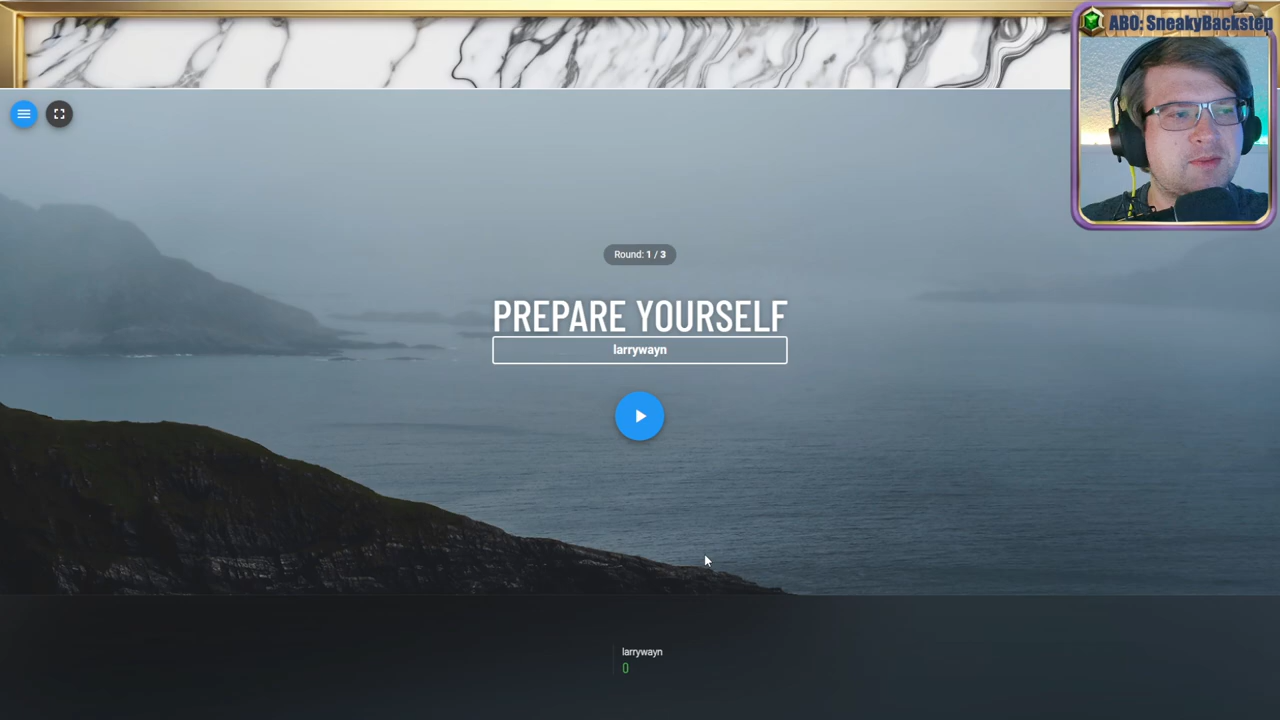 ABO: SneakyBackstep
Round: 1 / 3
PREPARE YOURSELF
larrywayn
larrywayn
0